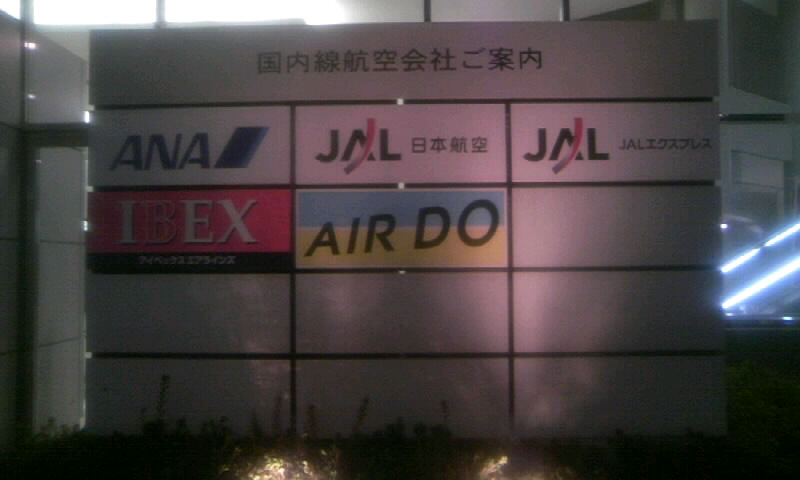 国内線航空会社ご案内
ANA
JAL 日本航空
JAL JALエクスプレス
IBEX
アイベックスエアラインズ
AIR DO